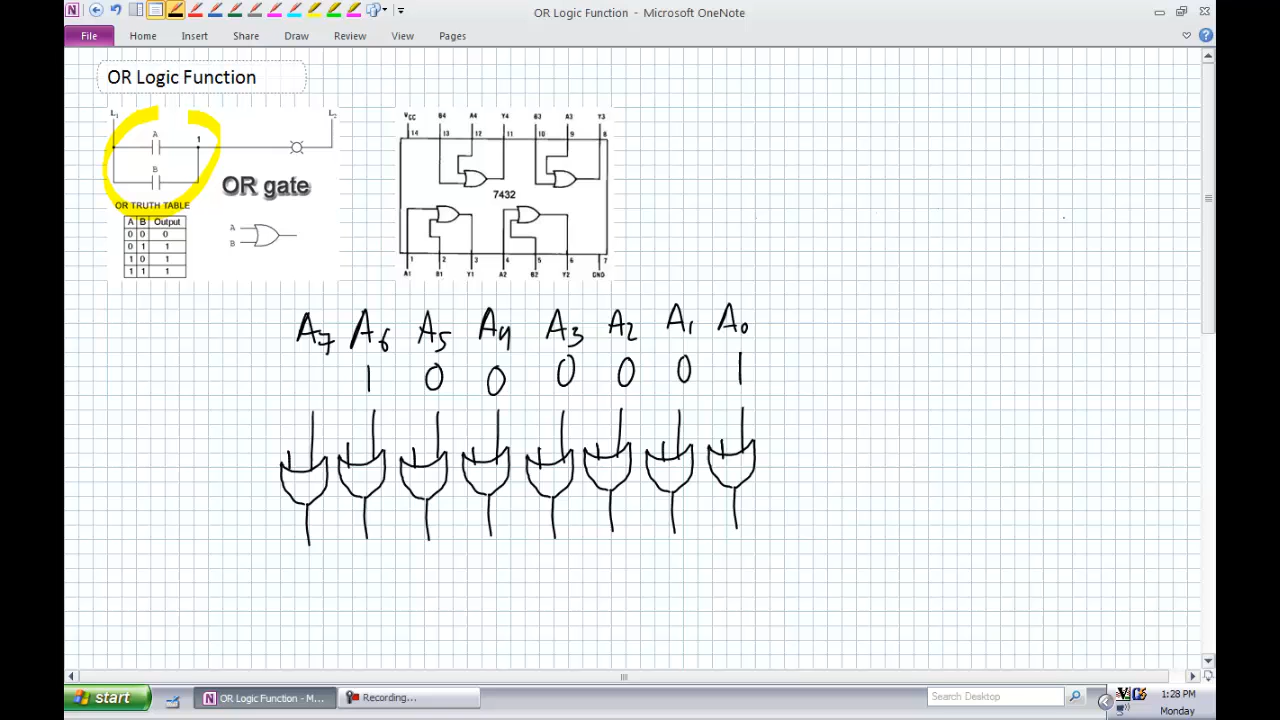 OR Logic Function - Microsoft OneNote
File Home Insert Share Draw Review View Pages
OR Logic Function
L1 L2
A 1
B
OR gate
OR TRUTH TABLE
A B Output
0 0 0
0 1 1
1 0 1
1 1 1
A
B
VCC B4 A4 Y4 B3 A3 Y3
14 13 12 11 10 9 8
7432
1 2 3 4 5 6 7
A1 B1 Y1 A2 B2 Y2 GND
A7 A6 A5 A4 A3 A2 A1 A0
1 0 0 0 0 0 1
start
OR Logic Function - M...
Recording...
Search Desktop
1:28 PM
Monday